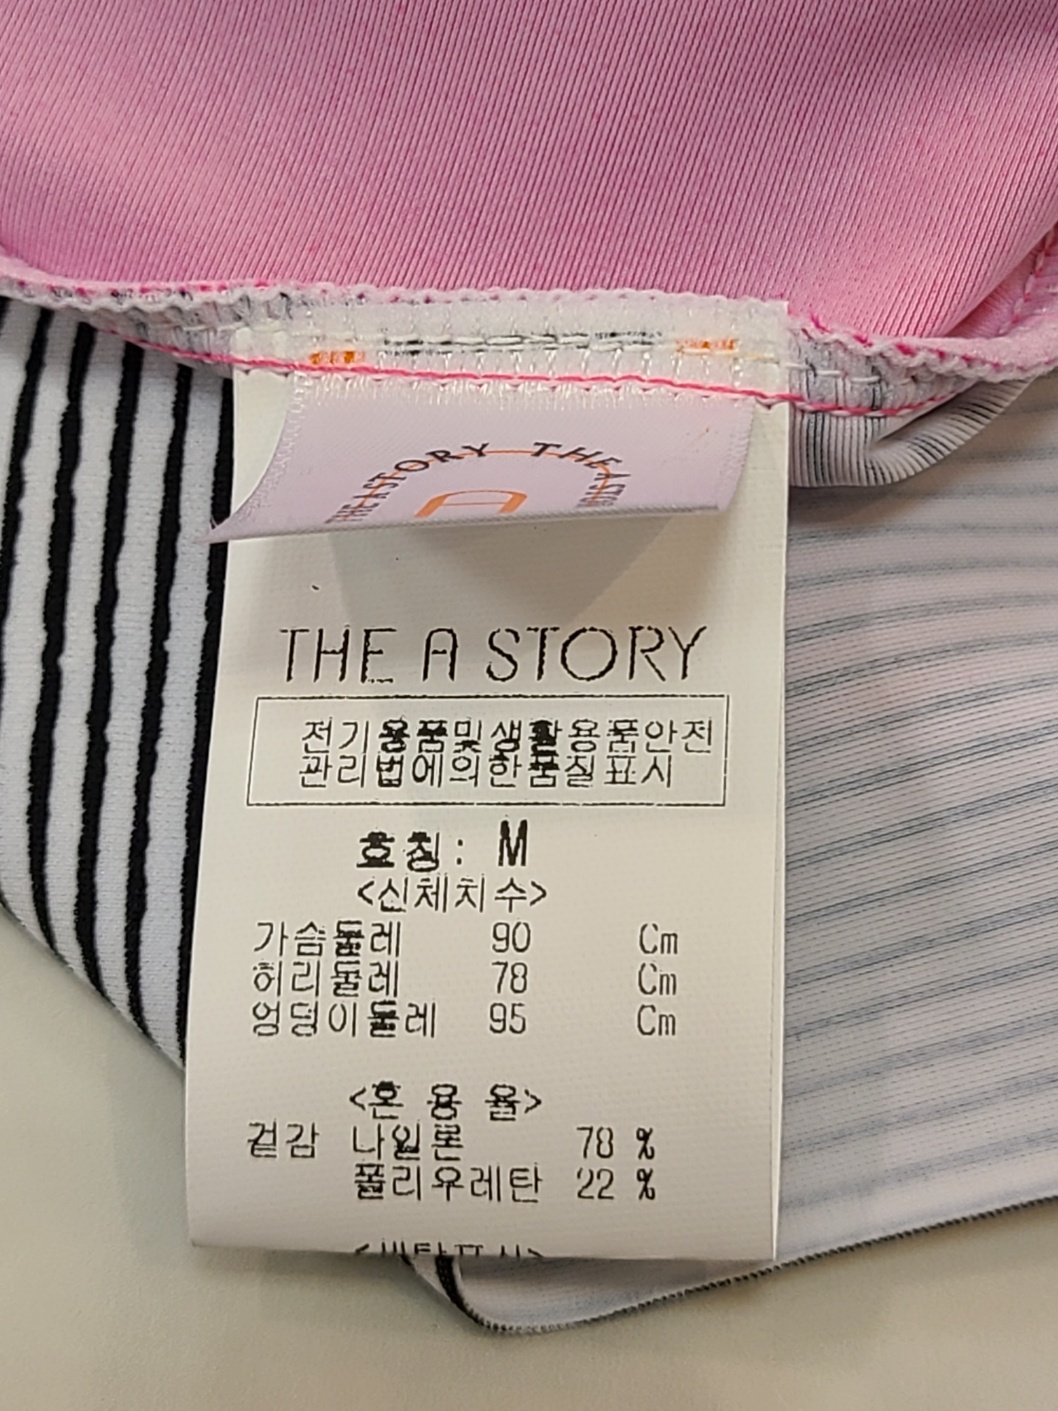 THE A STORY THE A STOR
THE A STORY
전기용품및생활용품안전
관리법에의한품질표시
호칭: M
<신체치수>
가슴둘레 90 Cm
허리둘레 78 Cm
엉덩이둘레 95 Cm
<혼 용 율>
겉감 나일론 78 %
폴리우레탄 22 %